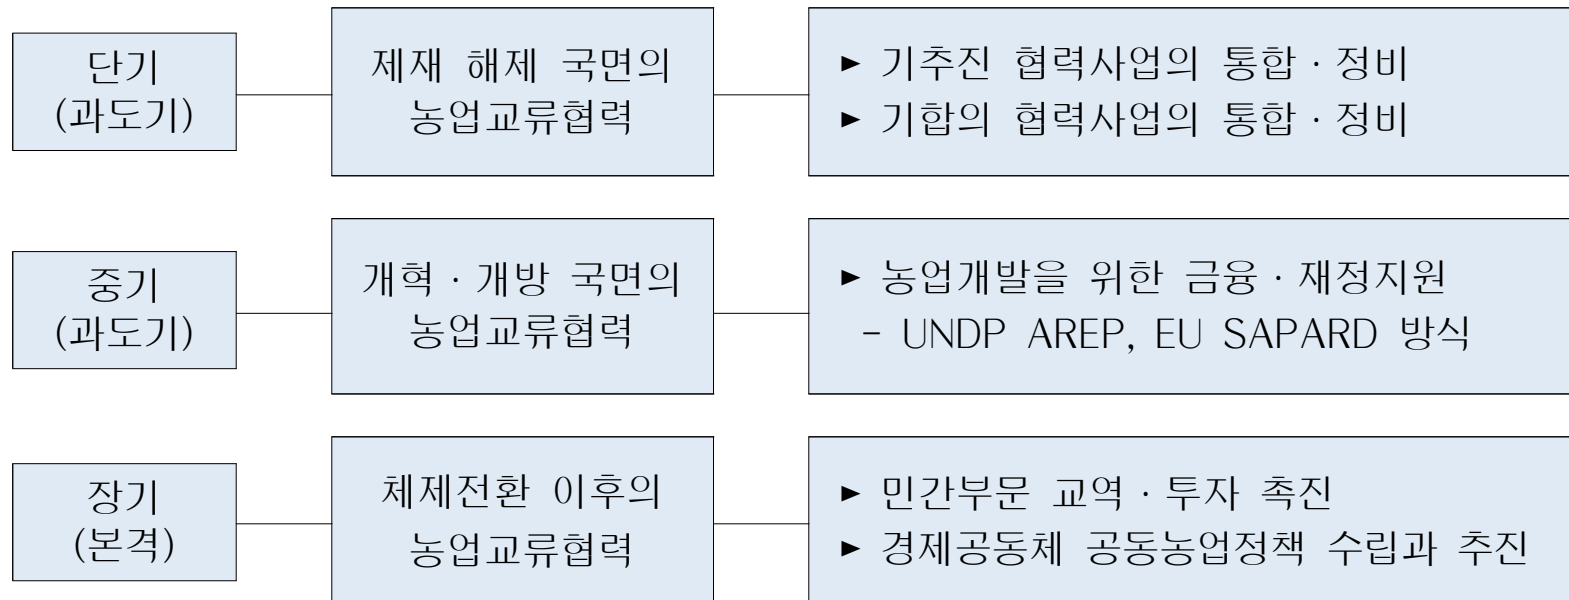 단기
(과도기)
제재 해제 국면의
농업교류협력
► 기추진 협력사업의 통합·정비
► 기합의 협력사업의 통합·정비
중기
(과도기)
개혁·개방 국면의
농업교류협력
► 농업개발을 위한 금융·재정지원
- UNDP AREP, EU SAPARD 방식
장기
(본격)
체제전환 이후의
농업교류협력
► 민간부문 교역·투자 촉진
► 경제공동체 공동농업정책 수립과 추진